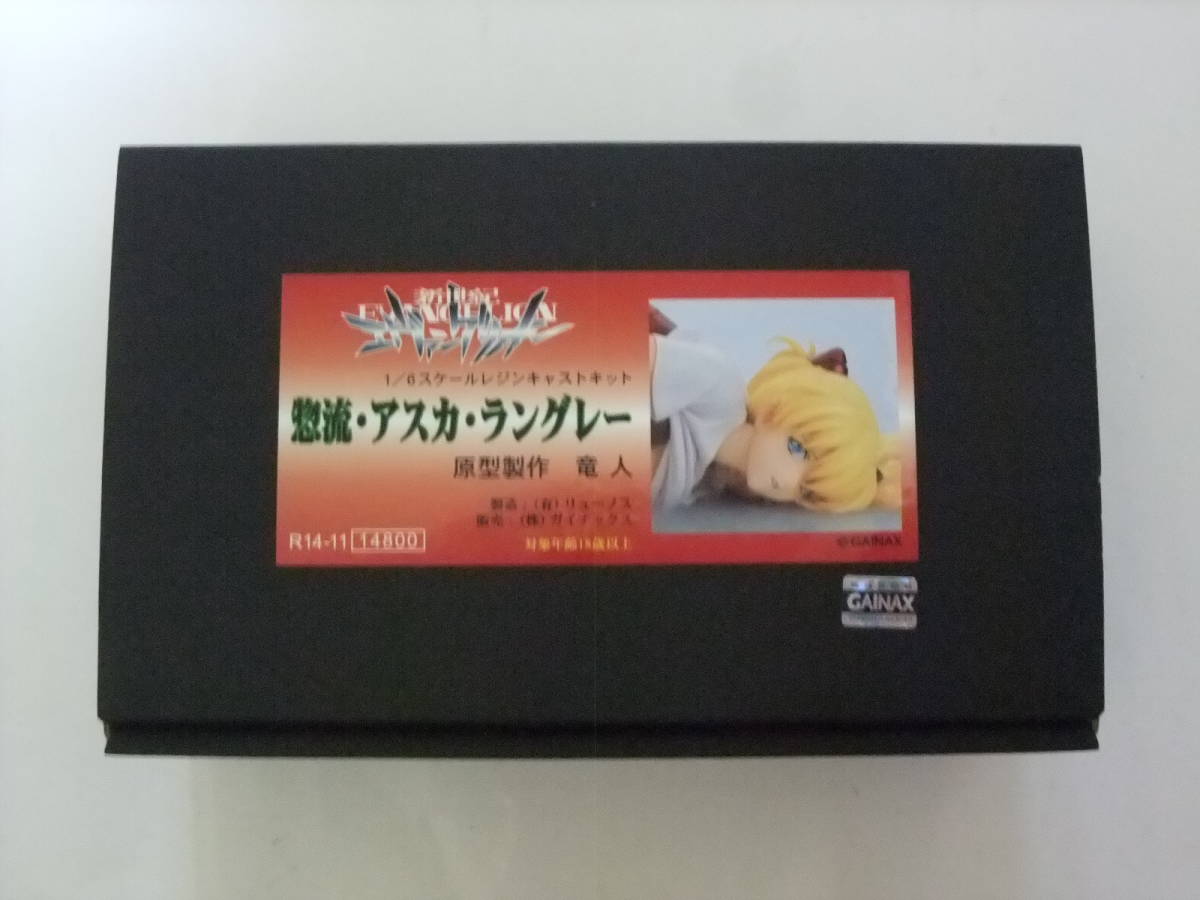 新世紀
EVANGELION
エヴァンゲリオン
1/6スケールレジンキャストキット
惣流・アスカ・ラングレー
原型製作 竜人
製造：(有)リューノス
販売：(株)ガイナックス
R14-11 14800
対象年齢18歳以上
©GAINAX
GAINAX